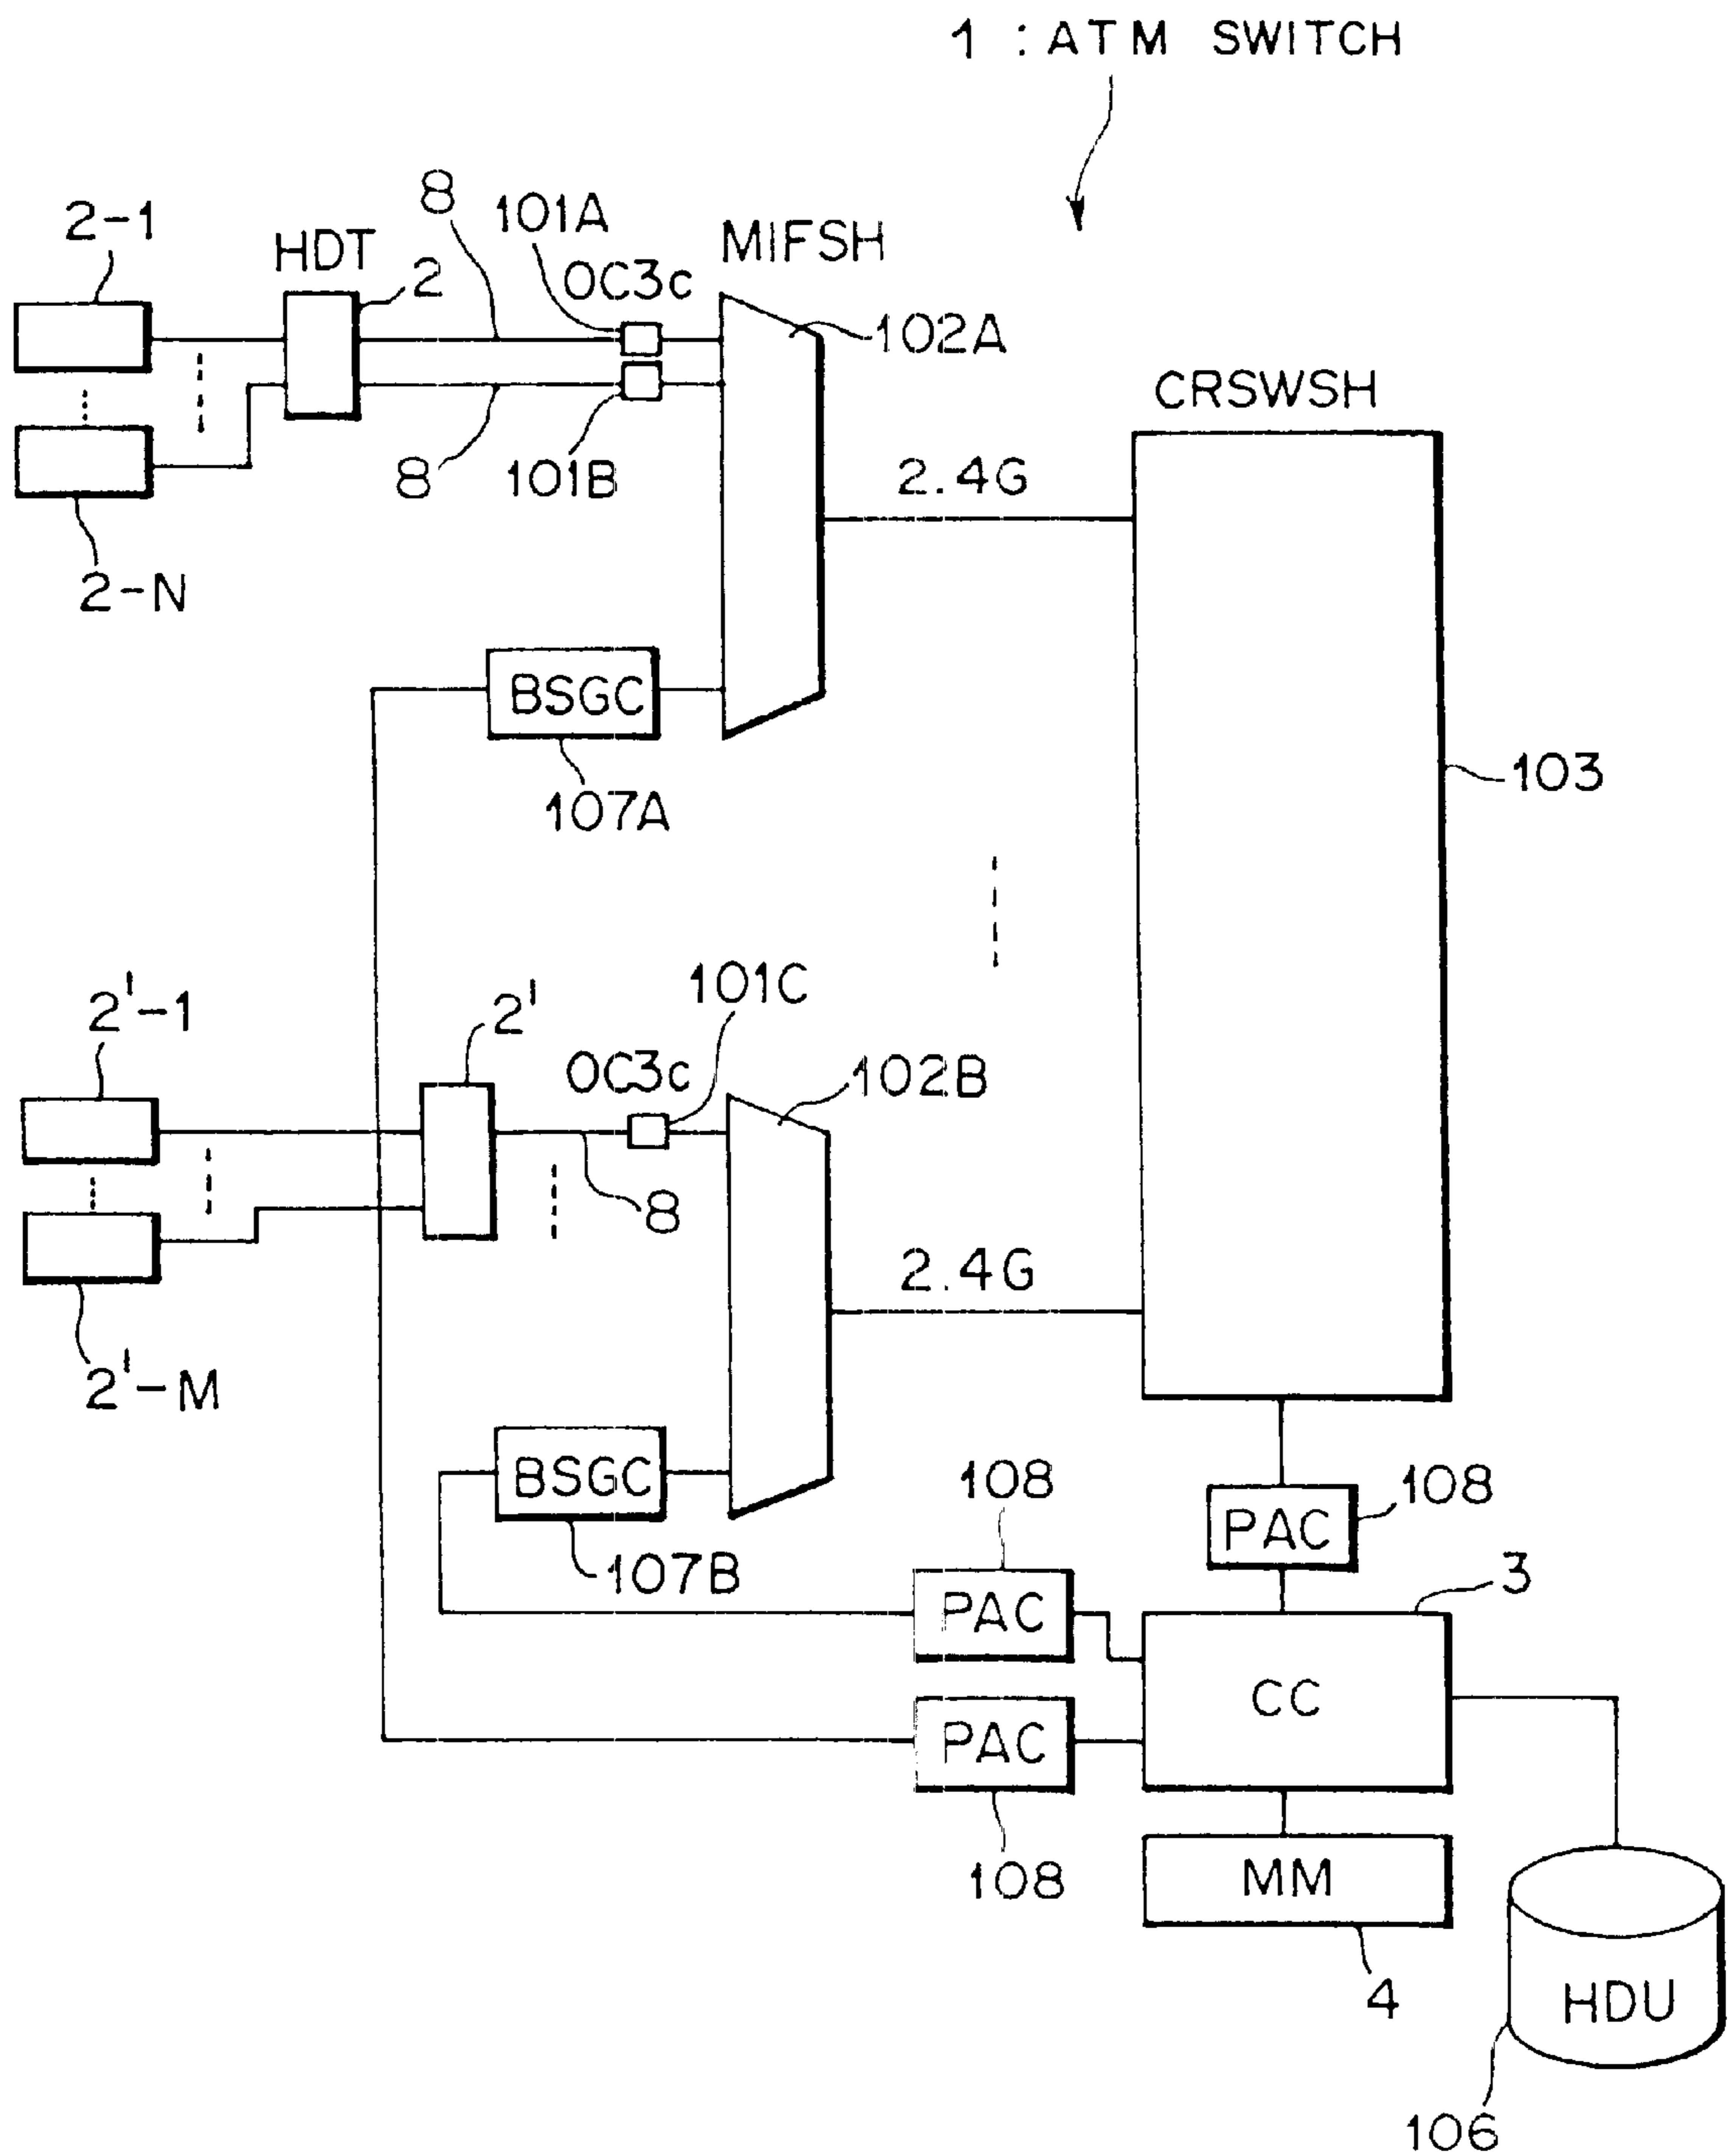 1 : ATM SWITCH
8
101A
2-1
HDT
2
OC3c
MIFSH
102A
CRSWSH
8
101B
2.4G
2-N
BSGC
107A
103
101C
2'-1
2'
OC3c
102B
8
2.4G
2'-M
BSGC
107B
108
PAC
108
PAC
3
PAC
CC
108
MM
4
HDU
106